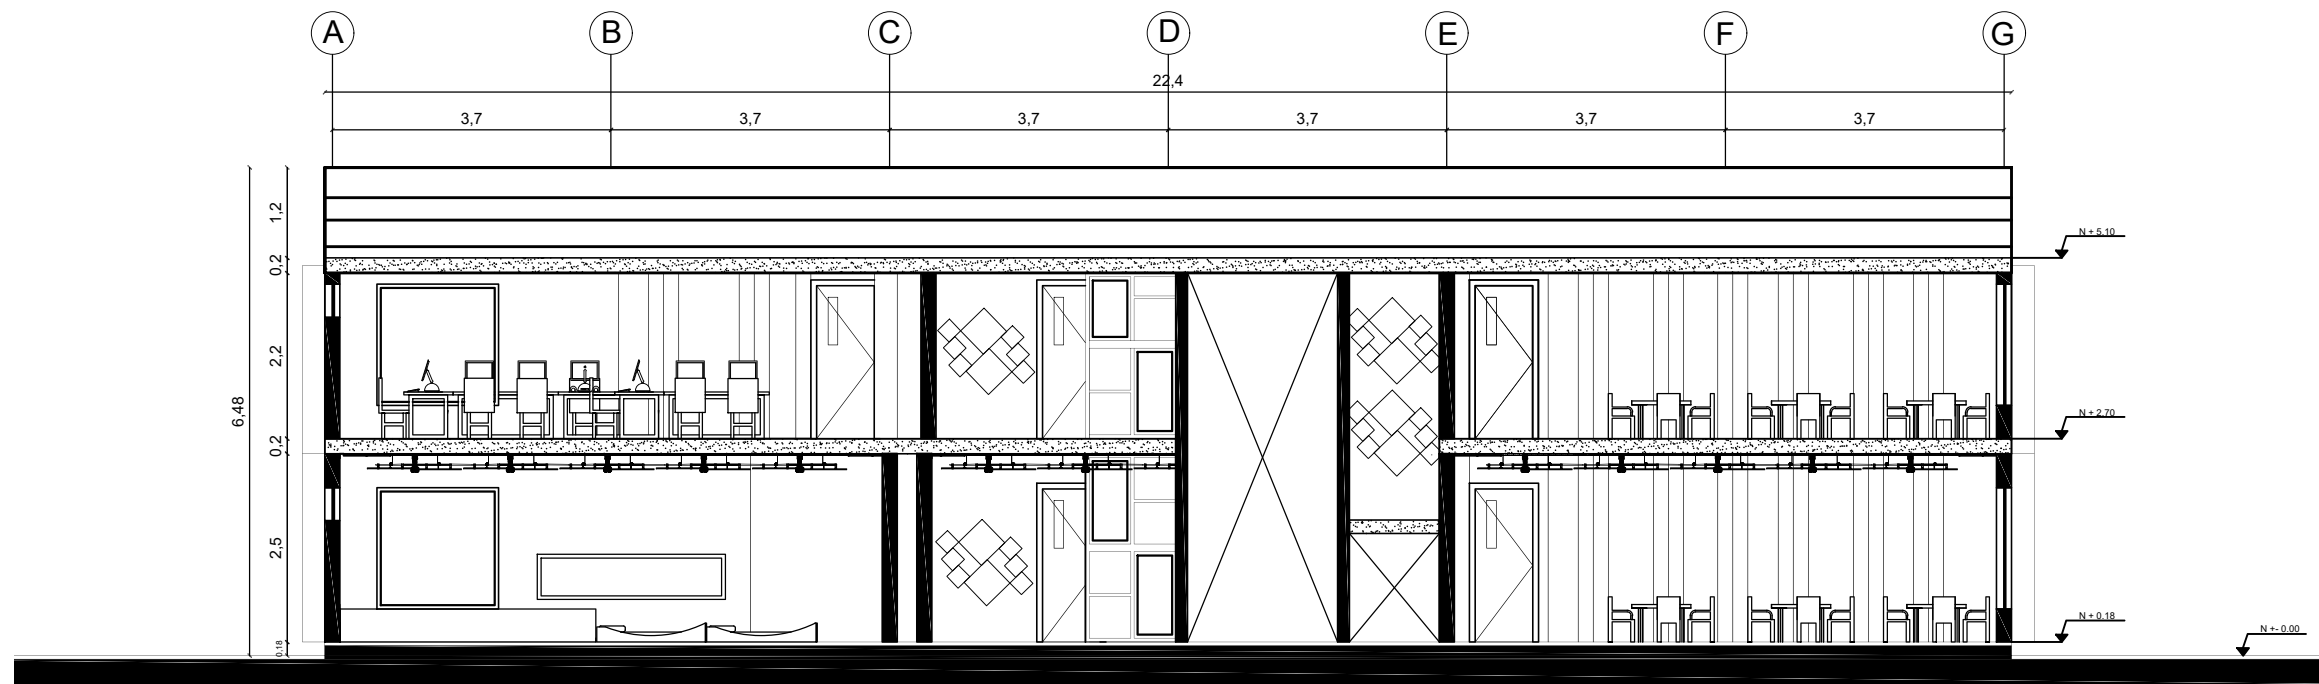 A B C D E F G
22,4
3,7 3,7 3,7 3,7 3,7 3,7
1,2
N + 5,10
0,2
2,2
6,48
N + 2,70
0,2
2,5
N + 0.18
0,18
N +- 0.00